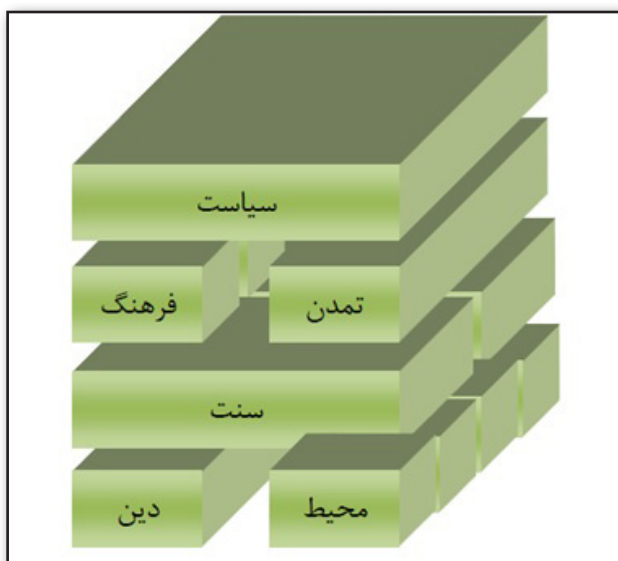 سیاست
تمدن فرهنگ
سنت
محیط دین